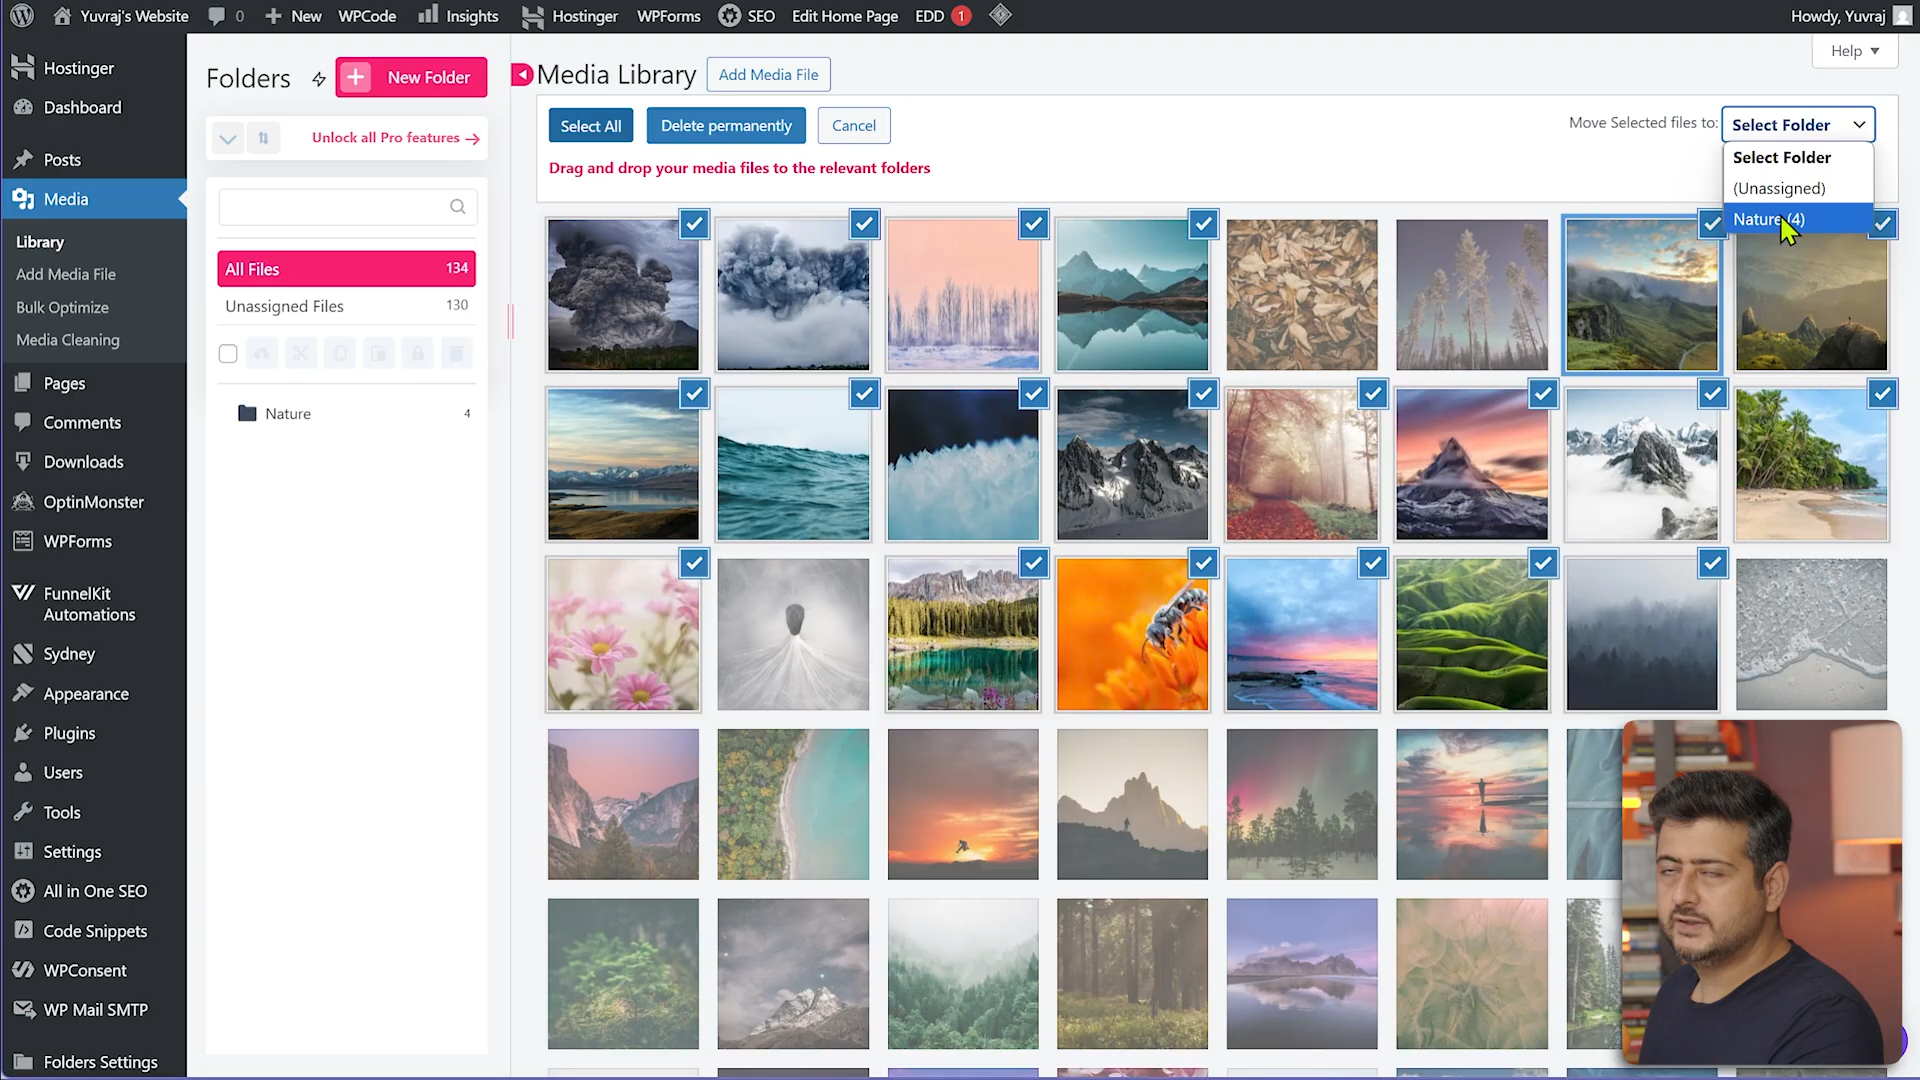 Yuvraj's Website
0
New
WPCode
Insights
Hostinger
WPForms
SEO
Edit Home Page
EDD 1
Howdy, Yuvraj
Hostinger
Dashboard
Posts
Media
Library
Add Media File
Bulk Optimize
Media Cleaning
Pages
Comments
Downloads
OptinMonster
WPForms
FunnelKit
Automations
Sydney
Appearance
Plugins
Users
Tools
Settings
All in One SEO
Code Snippets
WPConsent
WP Mail SMTP
Folders Settings
Folders
New Folder
Unlock all Pro features →
All Files 134
Unassigned Files 130
Nature 4
Media Library
Add Media File
Help
Select All
Delete permanently
Cancel
Move Selected files to:
Select Folder
Select Folder
(Unassigned)
Nature (4)
Drag and drop your media files to the relevant folders